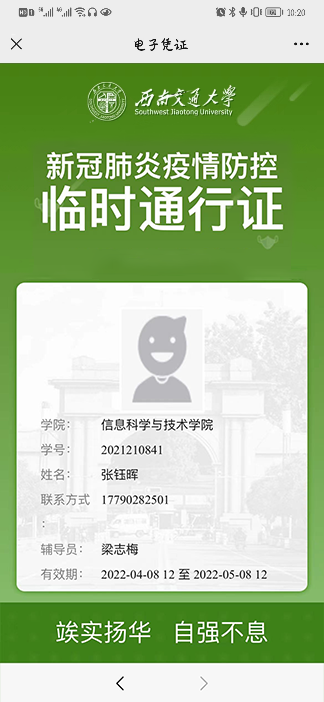 10:20
电子凭证
西南交通大学
Southwest Jiaotong University
新冠肺炎疫情防控
临时通行证
学院： 信息科学与技术学院
学号： 2021210841
姓名： 张钰晖
联系方式： 17790282501
辅导员： 梁志梅
有效期： 2022-04-08 12 至 2022-05-08 12
竢实扬华 自强不息